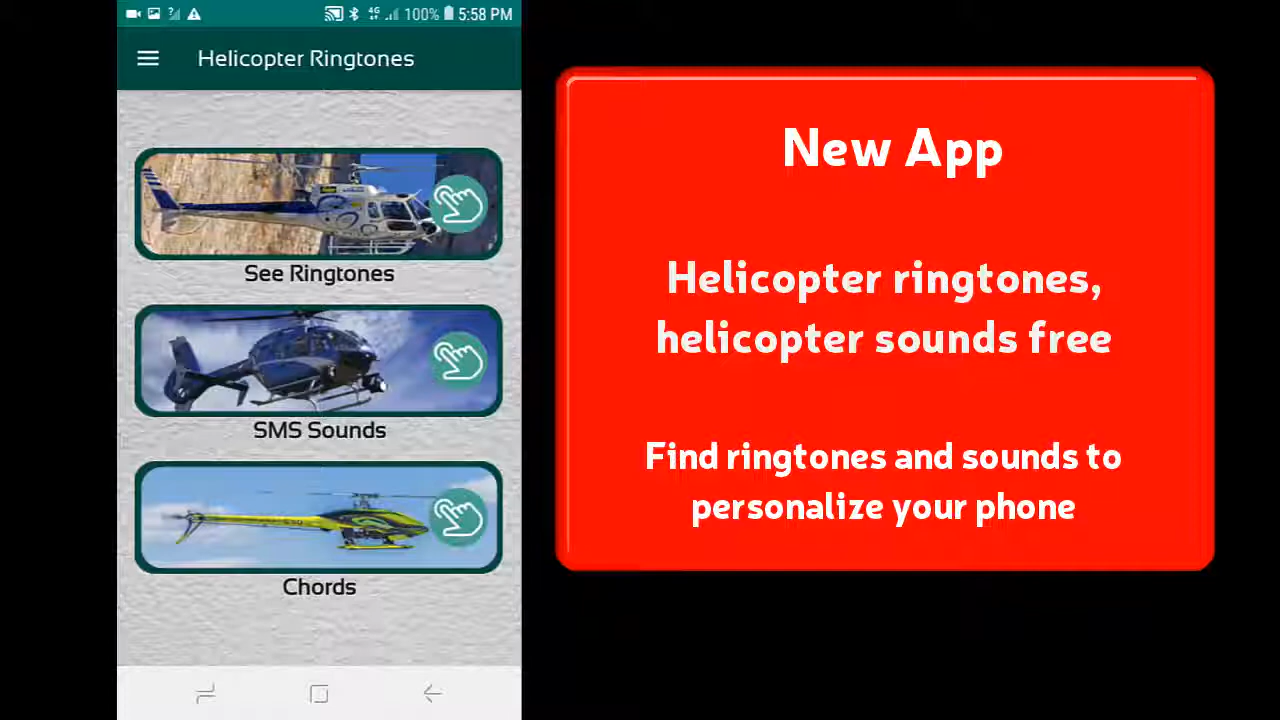 4G 100% 5:58 PM
Helicopter Ringtones
See Ringtones
SMS Sounds
Chords
New App
Helicopter ringtones,
helicopter sounds free
Find ringtones and sounds to
personalize your phone